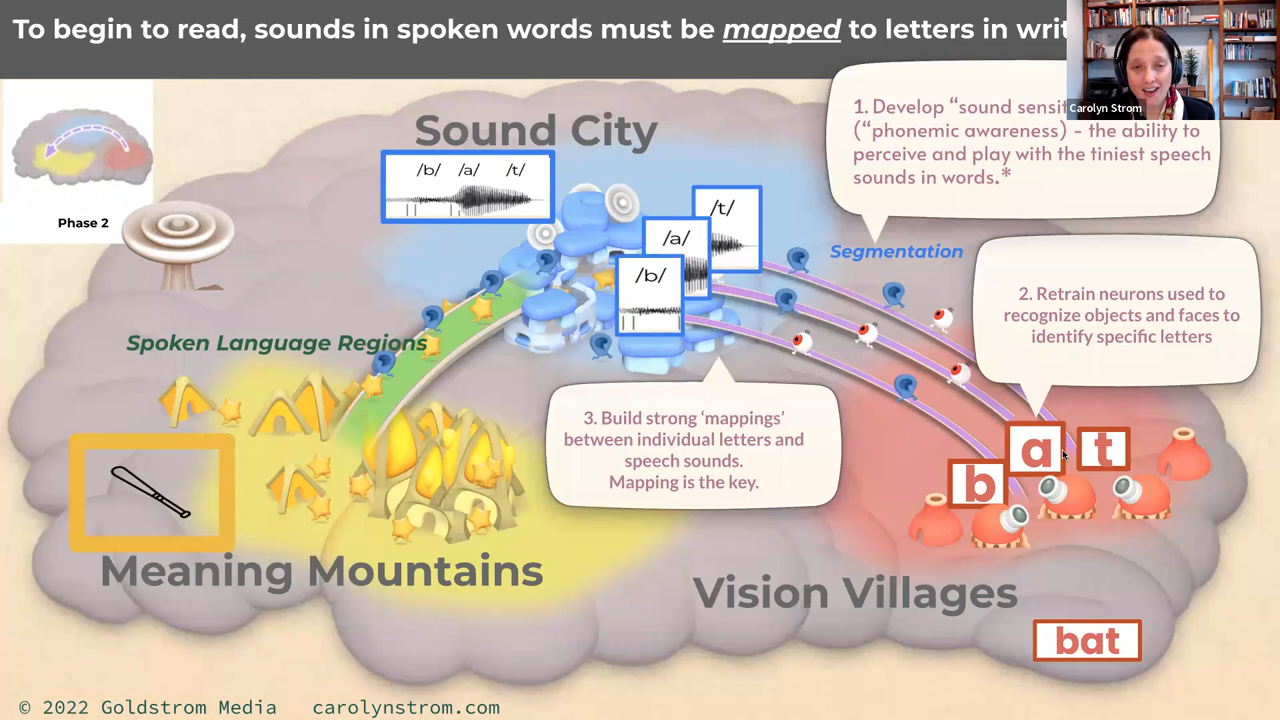 To begin to read, sounds in spoken words must be mapped to letters in
Carolyn Strom
1. Develop “sound
(“phonemic awareness) - the ability to
perceive and play with the tiniest speech
sounds in words.*
Sound City
/b/ /a/ /t/
/t/
/a/
/b/
Segmentation
Phase 2
2. Retrain neurons used to
recognize objects and faces to
identify specific letters
Spoken Language Regions
3. Build strong ‘mappings’
between individual letters and
speech sounds.
Mapping is the key.
b
a
t
Meaning Mountains
Vision Villages
bat
© 2022 Goldstrom Media carolynstrom.com